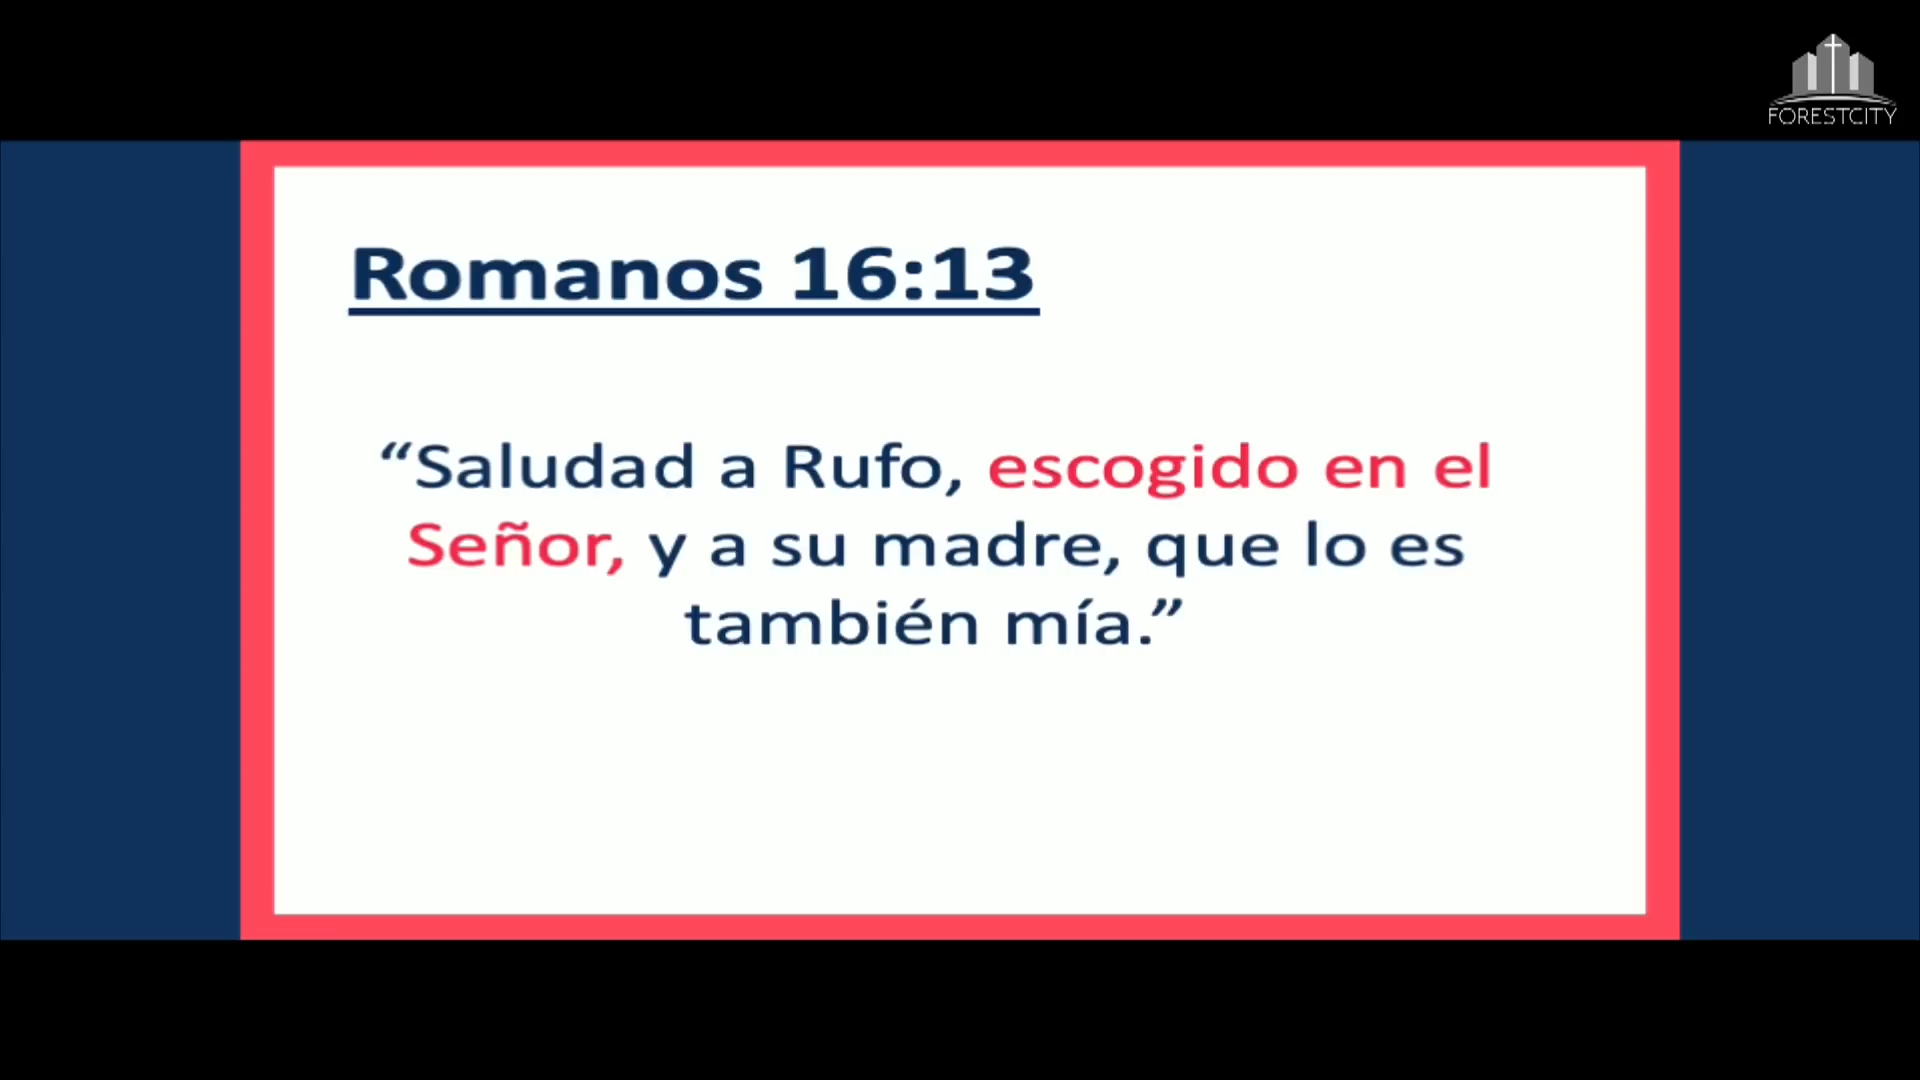 FORESTCITY
Romanos 16:13
“Saludad a Rufo, escogido en el
Señor, y a su madre, que lo es
también mía.”